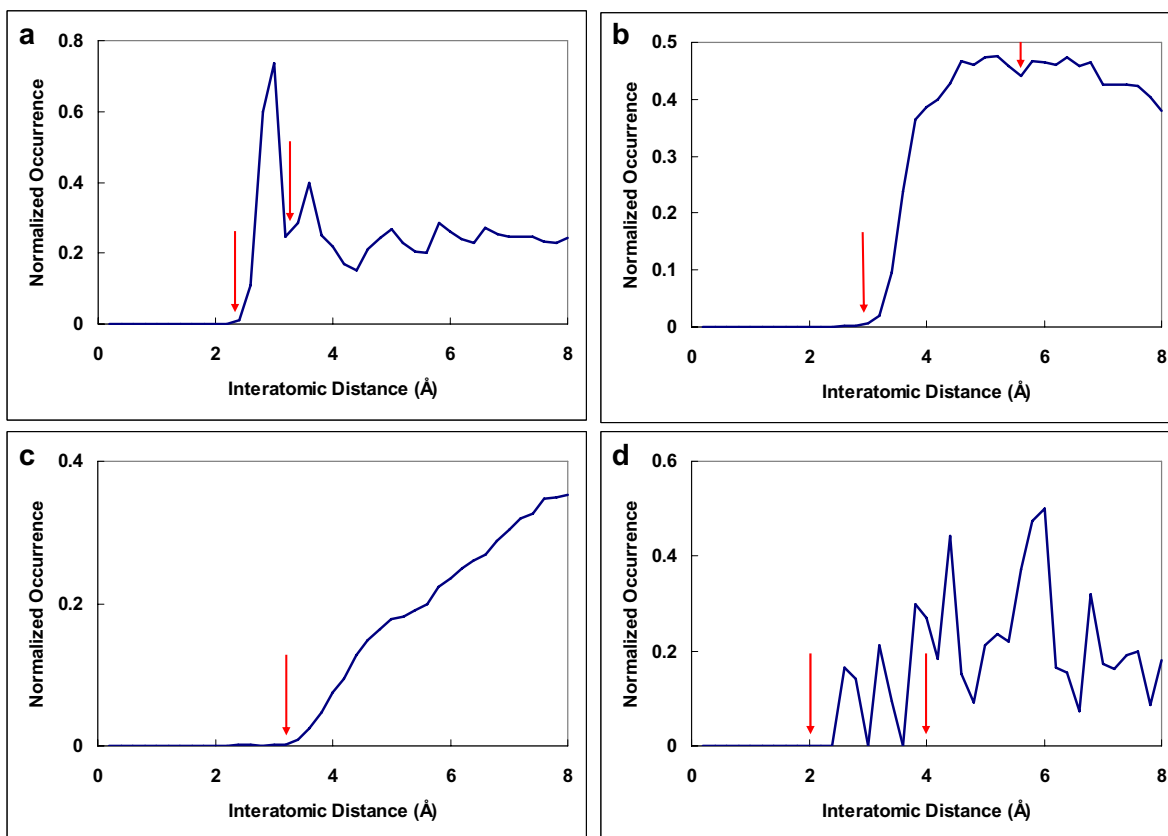 a
0.8
0.6
0.4
0.2
0
Normalized Occurrence
0 2 4 6 8
Interatomic Distance (Å)
b
0.5
0.4
0.3
0.2
0.1
0
Normalized Occurrence
0 2 4 6 8
Interatomic Distance (Å)
c
0.4
0.2
0
Normalized Occurrence
0 2 4 6 8
Interatomic Distance (Å)
d
0.6
0.4
0.2
0
Normalized Occurrence
0 2 4 6 8
Interatomic Distance (Å)